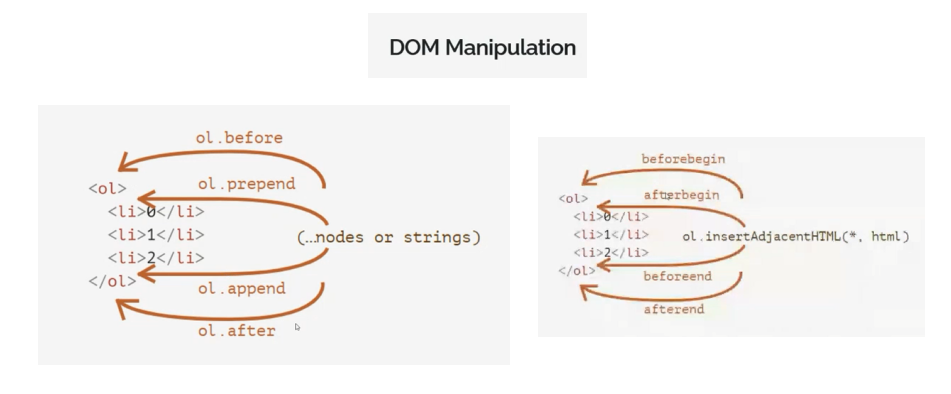 DOM Manipulation
ol.before
ol.prepend
<ol>
<li>0</li>
<li>1</li>
<li>2</li>
</ol>
(…nodes or strings)
ol.append
ol.after
beforebegin
afterbegin
<ol>
<li>0</li>
<li>1</li>
<li>2</li>
</ol>
ol.insertAdjacentHTML(*, html)
beforeend
afterend